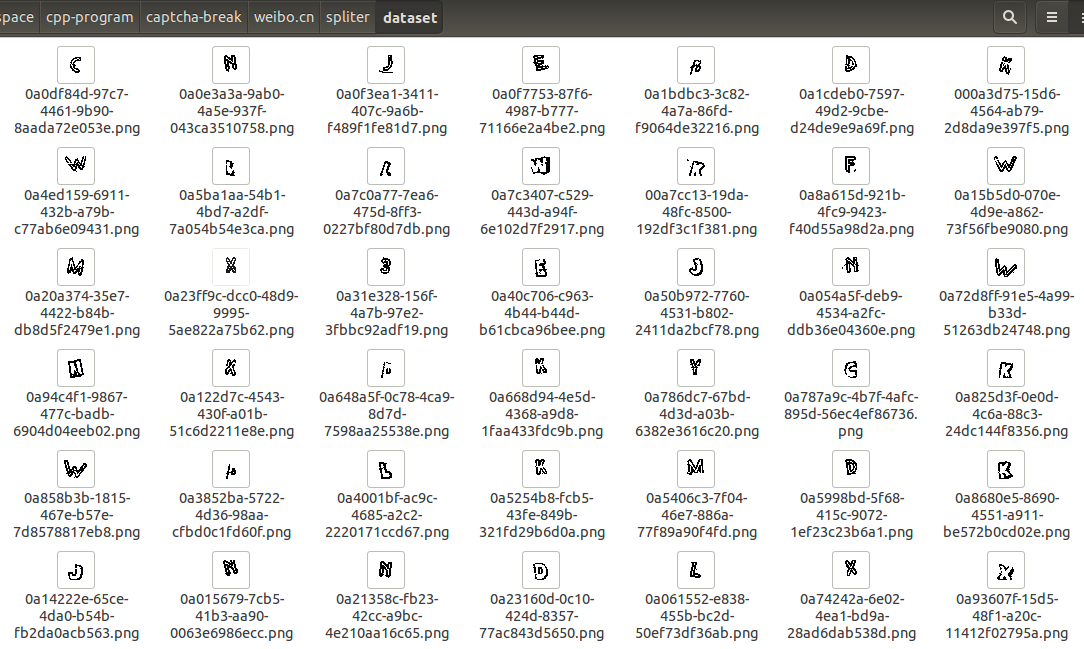 space cpp-program captcha-break weibo.cn spliter dataset
C N J E B D
0a0df84d-97c7- 0a0e3a3a-9ab0- 0a0f3ea1-3411- 0a0f7753-87f6- 0a1bdbc3-3c82- 0a1cdeb0-7597- 000a3d75-15d6-
4461-9b90- 4a5e-937f- 407c-9a6b- 4987-b777- 4a7a-86fd- 49d2-9cbe- 4564-ab79-
8aada72e053e.png 043ca3510758.png f489f1fe81d7.png 71166e2a4be2.png f9064de32216.png d24de9e9a69f.png 2d8da9e397f5.png
W L R W R F W
0a4ed159-6911- 0a5ba1aa-54b1- 0a7c0a77-7ea6- 0a7c3407-c529- 00a7cc13-19da- 0a8a615d-921b- 0a15b5d0-070e-
432b-a79b- 4bd7-a2df- 475d-8ff3- 443d-a94f- 48fc-8500- 4fc9-9423- 4d9e-a862-
c77ab6e09431.png 7a054b54e3ca.png 0227bf80d7db.png 6e102d7f2917.png 192df3c1f381.png f40d55a98d2a.png 73f56fbe9080.png
M X 3 E J N W
0a20a374-35e7- 0a23ff9c-dcc0-48d9- 0a31e328-156f- 0a40c706-c963- 0a50b972-7760- 0a054a5f-deb9- 0a72d8ff-91e5-4a99-
4422-b84b- 9995- 4a7b-97e2- 4b44-b44d- 4531-b802- 4534-a2fc- b33d-
db8d5f2479e1.png 5ae822a75b62.png 3fbbc92adf19.png b61cbca96bee.png 2411da2bcf78.png ddb36e04360e.png 51263db24748.png
N X K Y C R
0a94c4f1-9867- 0a122d7c-4543- 0a648a5f-0c78-4ca9- 0a668d94-4e5d- 0a786dc7-67bd- 0a787a9c-4b7f-4afc- 0a825d3f-0e0d-
477c-badb- 430f-a01b- 8d7d- 4368-a9d8- 4d3d-a03b- 895d-56ec4ef86736. 4c6a-88c3-
6904d04eeb02.png 51c6d2211e8e.png 7598aa25538e.png 1faa433fdc9b.png 6382e3616c20.png png 24dc144f8356.png
W L K M D K
0a858b3b-1815- 0a3852ba-5722- 0a4001bf-ac9c- 0a5254b8-fcb5- 0a5406c3-7f04- 0a5998bd-5f68- 0a8680e5-8690-
467e-b57e- 4d36-98aa- 4685-a2c2- 43fe-849b- 46e7-886a- 415c-9072- 4551-a911-
7d8578817eb8.png cfbd0c1fd60f.png 2220171ccd67.png 321fd29b6d0a.png 77f89a90f4fd.png 1ef23c23b6a1.png be572b0cd02e.png
J N N D L X X
0a14222e-65ce- 0a015679-7cb5- 0a21358c-fb23- 0a23160d-0c10- 0a061552-e838- 0a74242a-6e02- 0a93607f-15d5-
4da0-b54b- 41b3-aa90- 42cc-a9bc- 424d-8357- 455b-bc2d- 4ea1-bd9a- 48f1-a20c-
fb2da0acb563.png 0063e6986ecc.png 4e210aa16c65.png 77ac843d5650.png 50ef73df36ab.png 28ad6dab538d.png 11412f02795a.png